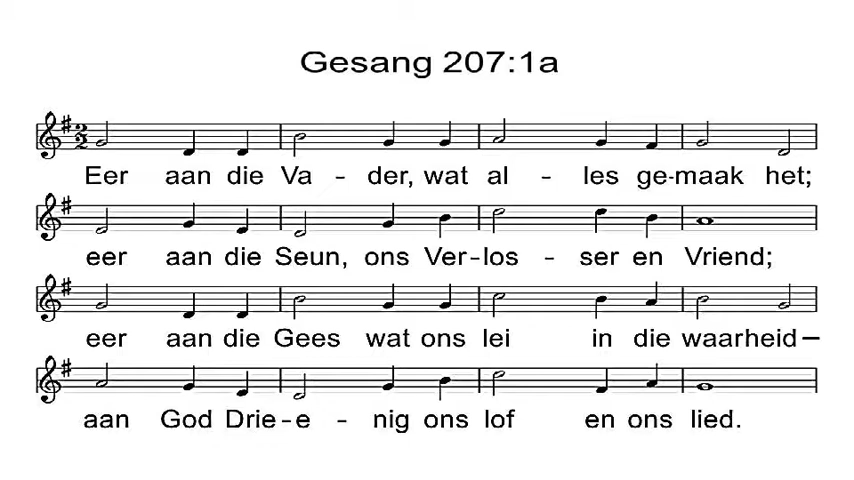 Gesang 207:1a
Eer aan die Va - der, wat al - les ge-maak het;
eer aan die Seun, ons Ver-los - ser en Vriend;
eer aan die Gees wat ons lei in die waarheid–
aan God Drie-e - nig ons lof en ons lied.